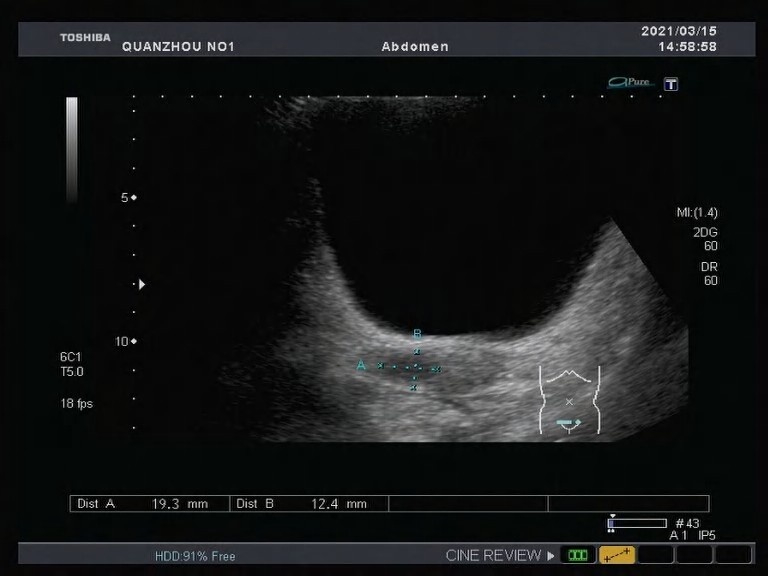 TOSHIBA
QUANZHOU NO1
Abdomen
2021/03/15
14:58:58
aPure
T
5
MI:(1.4)
2DG
60
DR
60
10
B
A
6C1
T5.0
18 fps
Dist A 19.3 mm
Dist B 12.4 mm
#43
A1 IP5
HDD:91% Free
CINE REVIEW